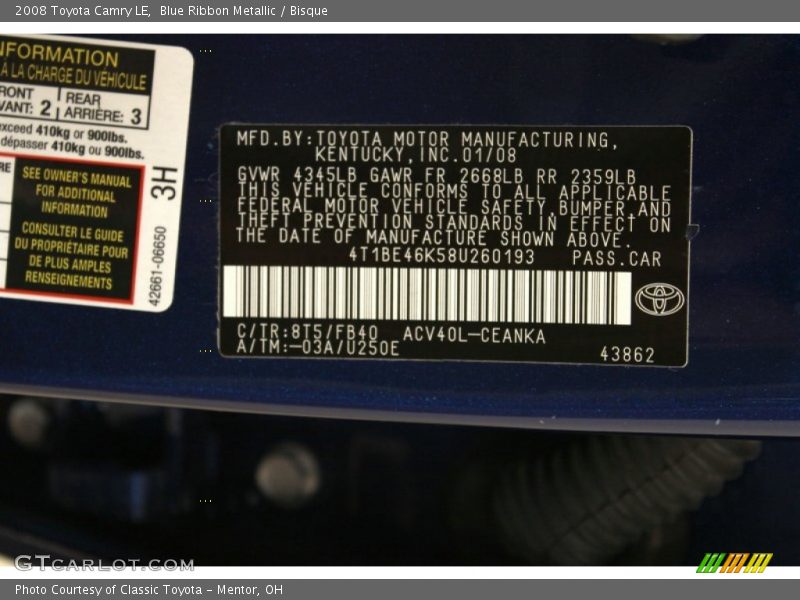 2008 Toyota Camry LE,  Blue Ribbon Metallic / Bisque
NFORMATION
À LA CHARGE DU VÉHICULE
RONT
VANT: 2
REAR
ARRIÈRE: 3
exceed 410kg or 900lbs.
dépasser 410kg ou 900lbs.
RE
SEE OWNER'S MANUAL
FOR ADDITIONAL
INFORMATION
CONSULTER LE GUIDE
DU PROPRIÉTAIRE POUR
DE PLUS AMPLES
RENSEIGNEMENTS
3H
42661-06650
MFD.BY:TOYOTA MOTOR MANUFACTURING,
KENTUCKY,INC.01/08
GVWR 4345LB GAWR FR 2668LB RR 2359LB
THIS VEHICLE CONFORMS TO ALL APPLICABLE
FEDERAL MOTOR VEHICLE SAFETY,BUMPER,AND
THEFT PREVENTION STANDARDS IN EFFECT ON
THE DATE OF MANUFACTURE SHOWN ABOVE.
4T1BE46K58U260193 PASS.CAR
C/TR:8T5/FB40 ACV40L-CEANKA
A/TM:-03A/U250E
43862
GTCARLOT.COM
Photo Courtesy of Classic Toyota - Mentor, OH